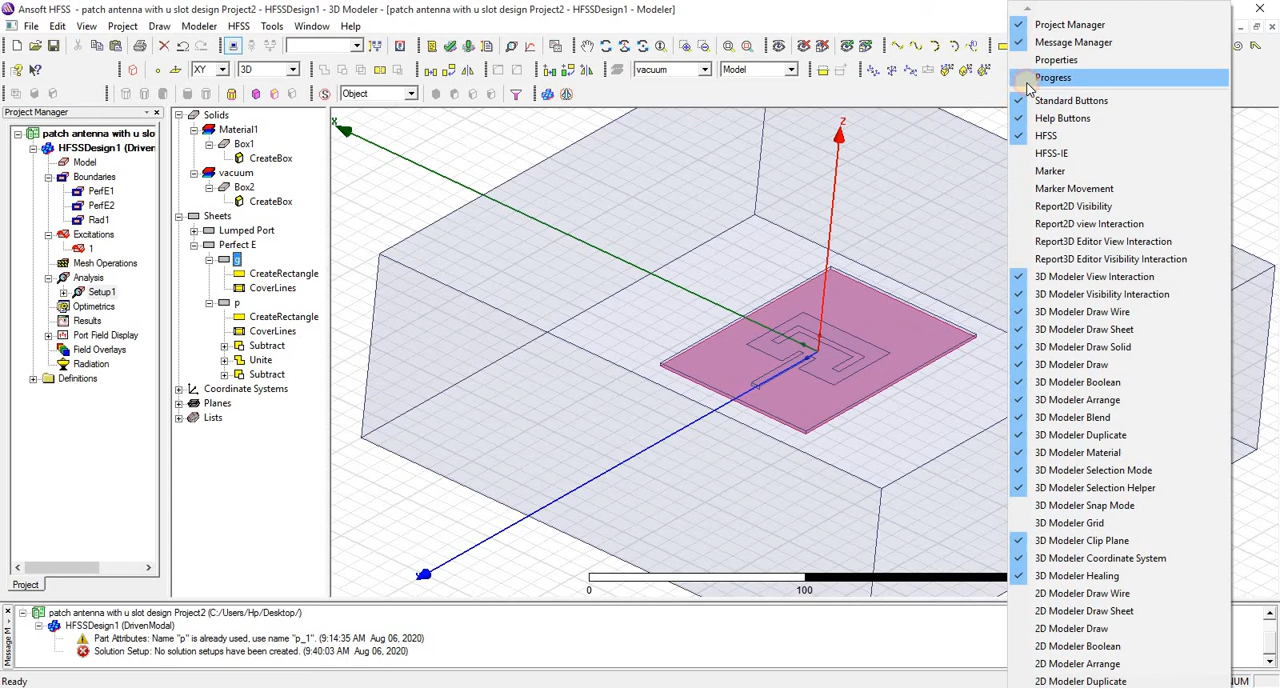 Ansoft HFSS - patch antenna with u slot design Project2 - HFSSDesign1 - 3D Modeler - [patch antenna with u slot design Project2 - HFSSDesign1 - Modeler]
File Edit View Project Draw Modeler HFSS Tools Window Help
XY 3D vacuum Model
Object
Project Manager
patch antenna with u slo
HFSSDesign1 (Driven
Model
Boundaries
PerfE1
PerfE2
Rad1
Excitations
1
Mesh Operations
Analysis
Setup1
Optimetrics
Results
Port Field Display
Field Overlays
Radiation
Definitions
Project
Solids
Material1
Box1
CreateBox
vacuum
Box2
CreateBox
Sheets
Lumped Port
Perfect E
g
CreateRectangle
CoverLines
p
CreateRectangle
CoverLines
Subtract
Unite
Subtract
Coordinate Systems
Planes
Lists
X
Z
0 100
Project Manager
Message Manager
Properties
Progress
Standard Buttons
Help Buttons
HFSS
HFSS-IE
Marker
Marker Movement
Report2D Visibility
Report2D view Interaction
Report3D Editor View Interaction
Report3D Editor Visibility Interaction
3D Modeler View Interaction
3D Modeler Visibility Interaction
3D Modeler Draw Wire
3D Modeler Draw Sheet
3D Modeler Draw Solid
3D Modeler Draw
3D Modeler Boolean
3D Modeler Arrange
3D Modeler Blend
3D Modeler Duplicate
3D Modeler Material
3D Modeler Selection Mode
3D Modeler Selection Helper
3D Modeler Snap Mode
3D Modeler Grid
3D Modeler Clip Plane
3D Modeler Coordinate System
3D Modeler Healing
2D Modeler Draw Wire
2D Modeler Draw Sheet
2D Modeler Draw
2D Modeler Boolean
2D Modeler Arrange
2D Modeler Duplicate
Message M
patch antenna with u slot design Project2 (C:/Users/Hp/Desktop/)
HFSSDesign1 (DrivenModal)
Part Attributes: Name "p" is already used, use name "p_1". (9:14:35 AM Aug 06, 2020)
Solution Setup: No solution setups have been created. (9:40:03 AM Aug 06, 2020)
Ready
NUM